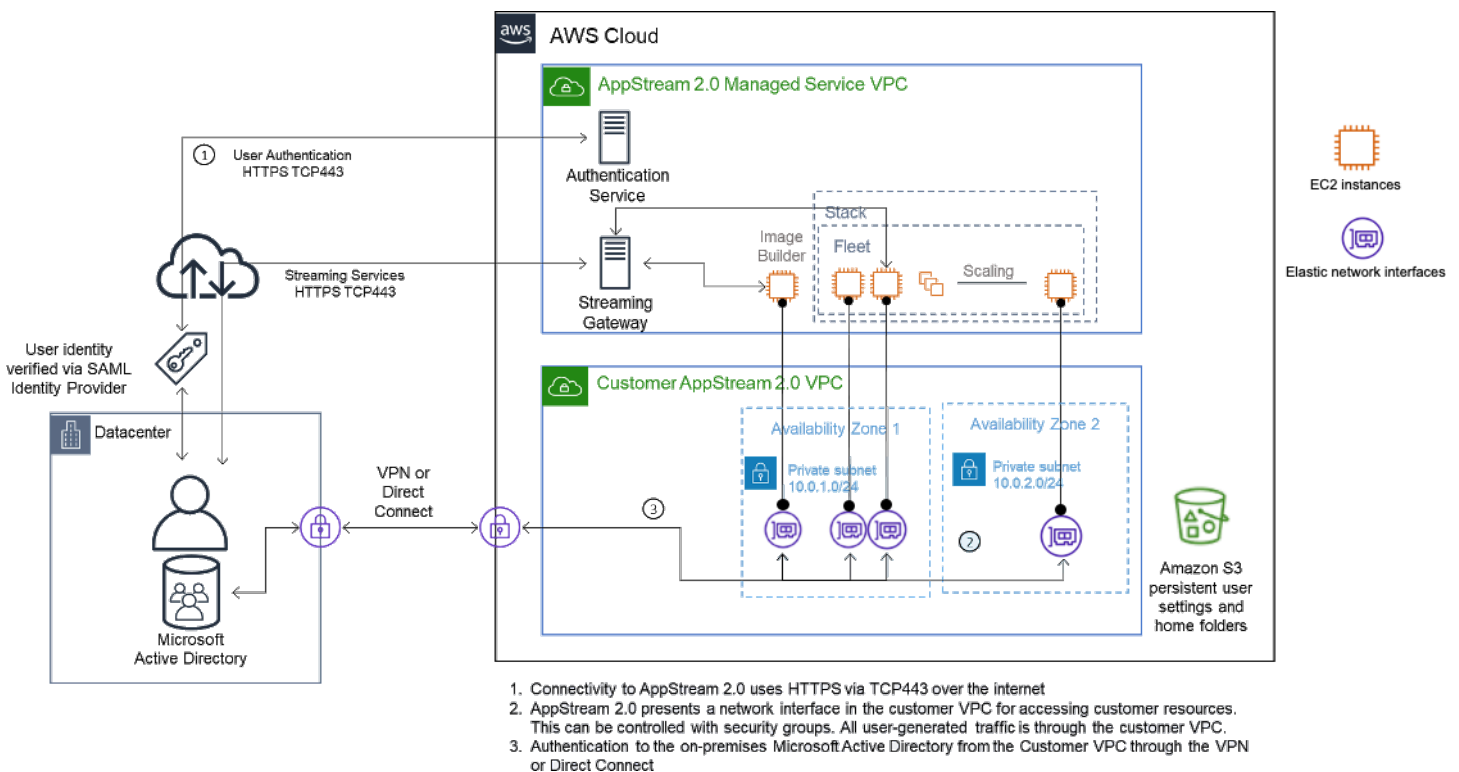 aws
AWS Cloud
AppStream 2.0 Managed Service VPC
1
User Authentication
HTTPS TCP443
Authentication
Service
Stack
Image
Builder
Fleet
Scaling
Streaming Services
HTTPS TCP443
Streaming
Gateway
EC2 instances
Elastic network interfaces
User identity
verified via SAML
Identity Provider
Customer AppStream 2.0 VPC
Datacenter
Availability Zone 1
Availability Zone 2
Private subnet
10.0.1.0/24
Private subnet
10.0.2.0/24
VPN or
Direct
Connect
3
2
Microsoft
Active Directory
Amazon S3
persistent user
settings and
home folders
1. Connectivity to AppStream 2.0 uses HTTPS via TCP443 over the internet
2. AppStream 2.0 presents a network interface in the customer VPC for accessing customer resources.
This can be controlled with security groups. All user-generated traffic is through the customer VPC.
3. Authentication to the on-premises Microsoft Active Directory from the Customer VPC through the VPN
or Direct Connect